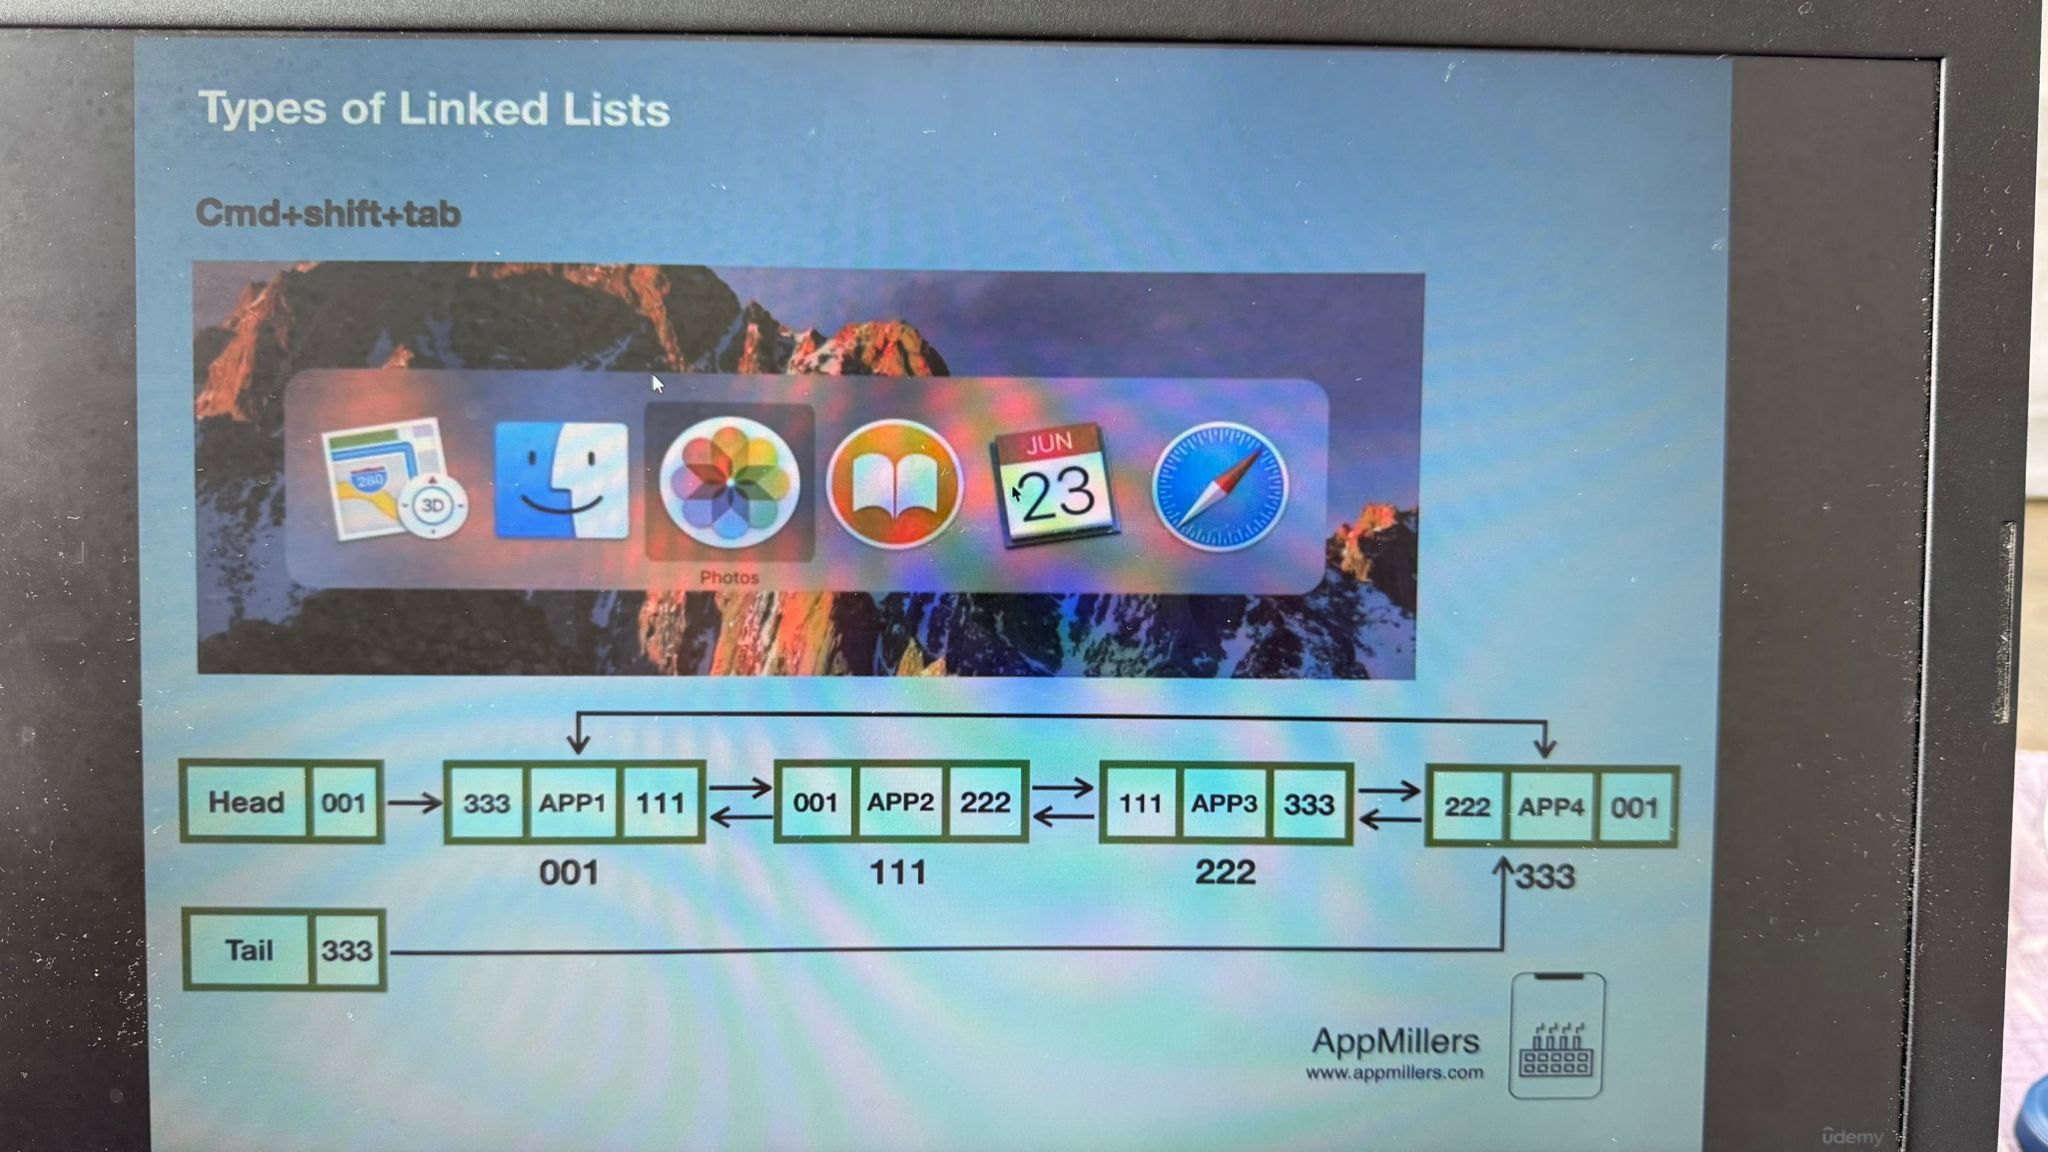 Types of Linked Lists
Cmd+shift+tab
280
3D
JUN
23
Photos
Head 001 333 APP1 111 001 APP2 222 111 APP3 333 222 APP4 001
001 111 222 333
Tail 333
AppMillers
www.appmillers.com
ûdemy